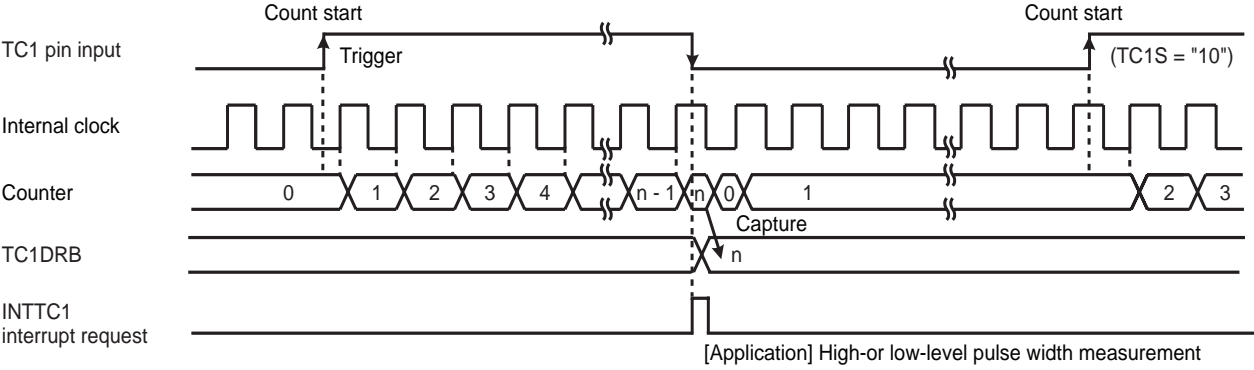 Count start Count start
TC1 pin input Trigger (TC1S = "10")
Internal clock
Counter 0 1 2 3 4 n - 1 n 0 1 2 3
Capture
TC1DRB n
INTTC1
interrupt request
[Application] High-or low-level pulse width measurement